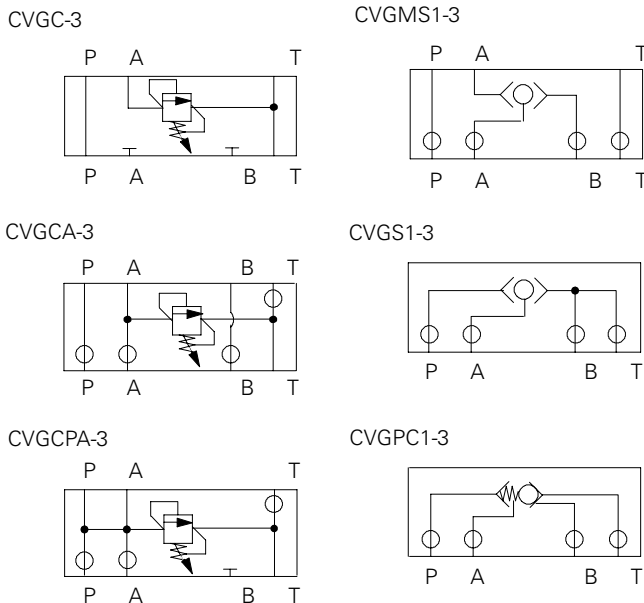 CVGC-3
P A T
P A B T
CVGCA-3
P A B T
P A B T
CVGCPA-3
P A T
P A B T
CVGMS1-3
P A T
P A B T
CVGS1-3
P A B T
CVGPC1-3
P A B T